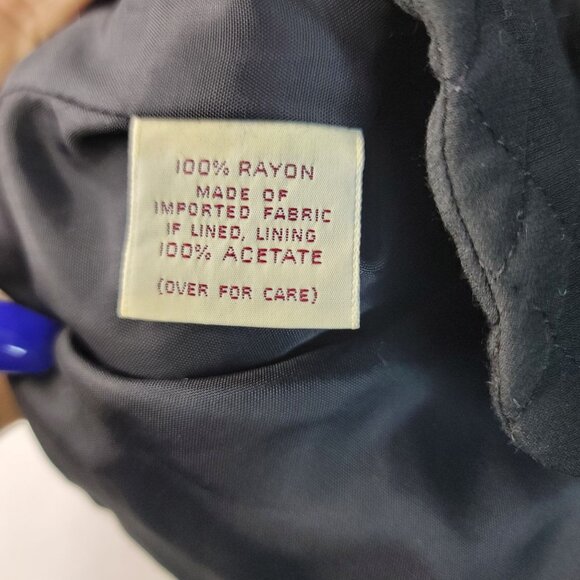 100% RAYON
MADE OF
IMPORTED FABRIC
IF LINED, LINING
100% ACETATE
(OVER FOR CARE)